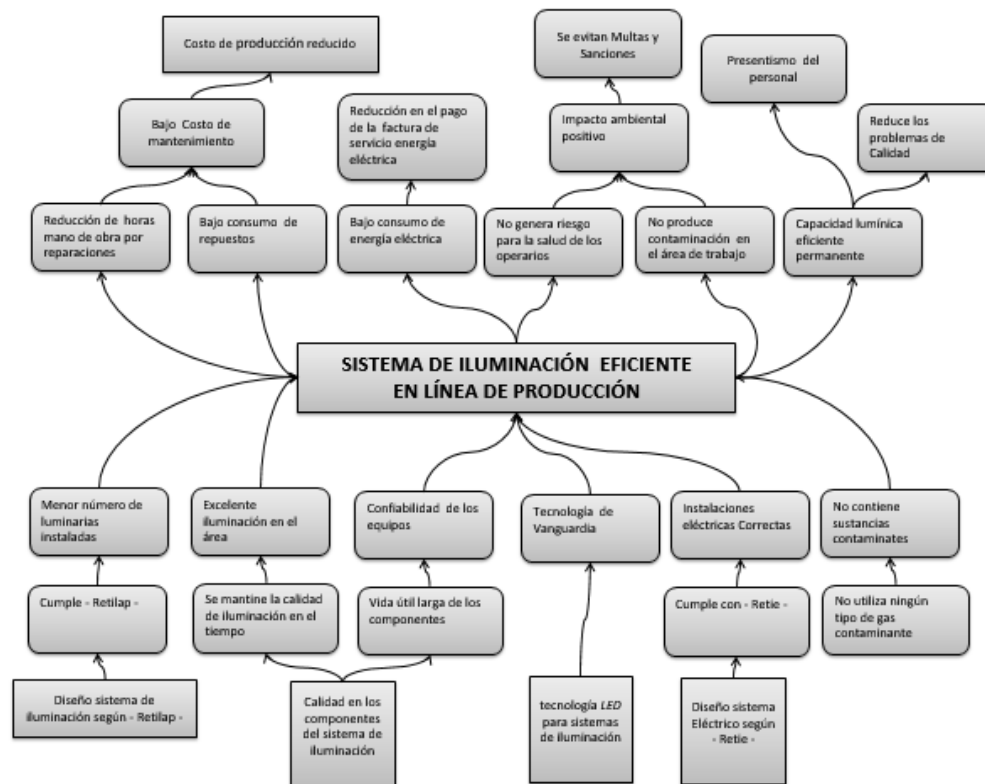 Costo de producción reducido
Se evitan Multas y
Sanciones
Presentismo del
personal
Bajo Costo de
mantenimiento
Reducción en el pago
de la factura de
servicio energía
eléctrica
Impacto ambiental
positivo
Reduce los
problemas de
Calidad
Reducción de horas
mano de obra por
reparaciones
Bajo consumo de
repuestos
Bajo consumo de
energía eléctrica
No genera riesgo
para la salud de los
operarios
No produce
contaminación en
el área de trabajo
Capacidad lumínica
eficiente
permanente
SISTEMA DE ILUMINACIÓN EFICIENTE
EN LÍNEA DE PRODUCCIÓN
Menor número de
luminarias
instaladas
Excelente
iluminación en el
área
Confiabilidad de los
equipos
Tecnología de
Vanguardia
Instalaciones
eléctricas Correctas
No contiene
sustancias
contaminates
Cumple - Retilap -
Se mantine la calidad
de iluminación en el
tiempo
Vida útil larga de los
componentes
Cumple con - Retie -
No utiliza ningún
tipo de gas
contaminante
Diseño sistema de
iluminación según - Retilap -
Calidad en los
componentes
del sistema de
iluminación
tecnología LED
para sistemas
de iluminación
Diseño sistema
Eléctrico según
- Retie -